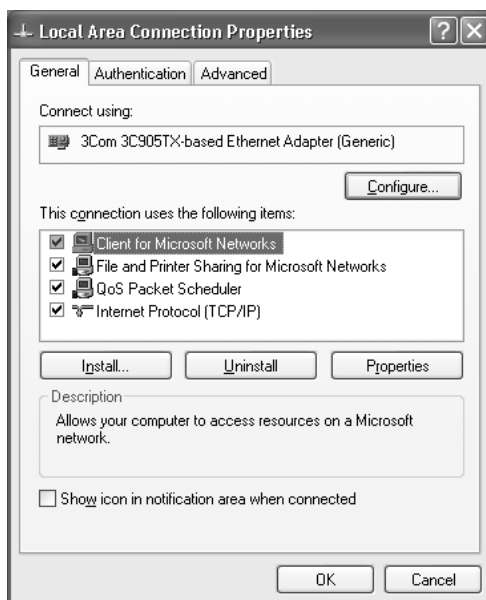 Local Area Connection Properties
General Authentication Advanced
Connect using:
3Com 3C905TX-based Ethernet Adapter (Generic)
Configure...
This connection uses the following items:
Client for Microsoft Networks
File and Printer Sharing for Microsoft Networks
QoS Packet Scheduler
Internet Protocol (TCP/IP)
Install... Uninstall Properties
Description
Allows your computer to access resources on a Microsoft
network.
Show icon in notification area when connected
OK Cancel